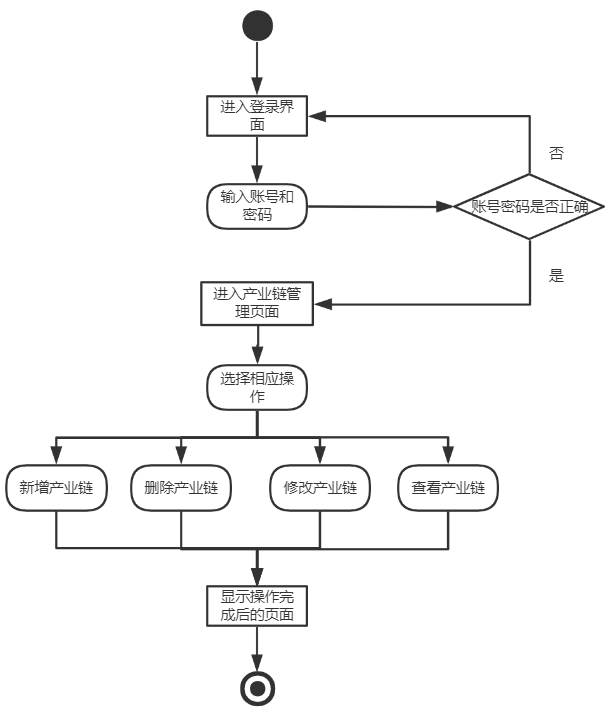 进入登录界
面
否
输入账号和
密码
账号密码是否正确
是
进入产业链管
理页面
选择相应操
作
新增产业链
删除产业链
修改产业链
查看产业链
显示操作完
成后的页面